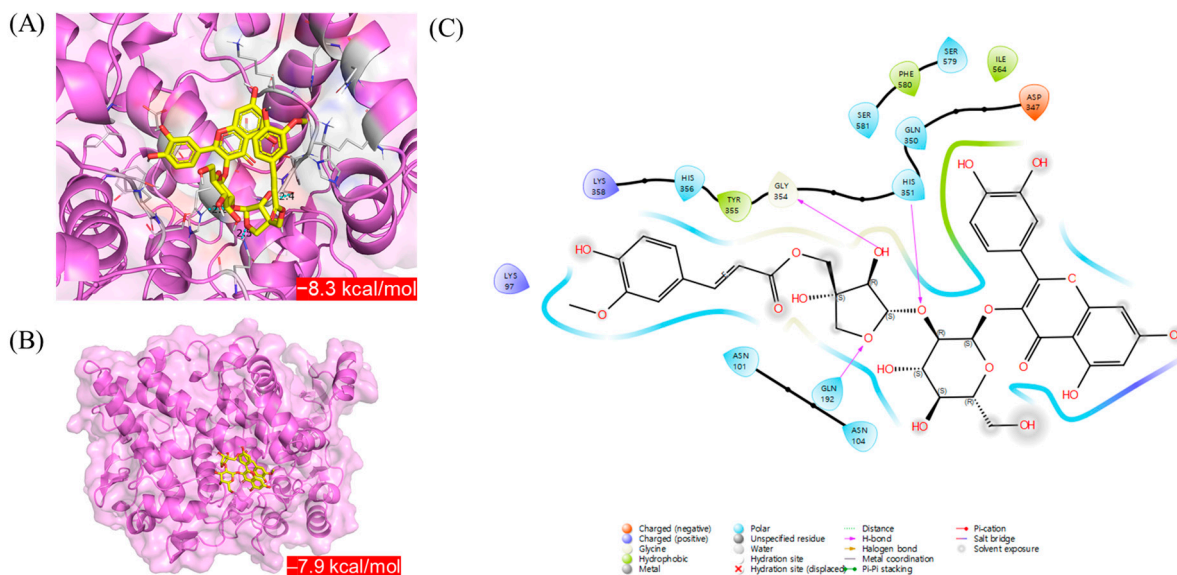 (A)
2.4
2.5
−8.3 kcal/mol
(B)
−7.9 kcal/mol
(C)
SER 579
ILE 564
PHE 580
ASP 347
SER 581
GLN 350
LYS 358
HIS 356
TYR 355
GLY 354
HIS 351
OH
HO
HO
OH
O
(R)
LYS 97
HO
(S)
(S)
O
O
O
O
O
O
(R)
(S)
O
OH
HO
(S)
(S)
O
(R)
HO
OH
ASN 101
GLN 192
ASN 104
Charged (negative)
Charged (positive)
Glycine
Hydrophobic
Metal
Polar
Unspecified residue
Water
Hydration site
Hydration site (displaced)
Distance
H-bond
Halogen bond
Metal coordination
Pi-Pi stacking
Pi-cation
Salt bridge
Solvent exposure